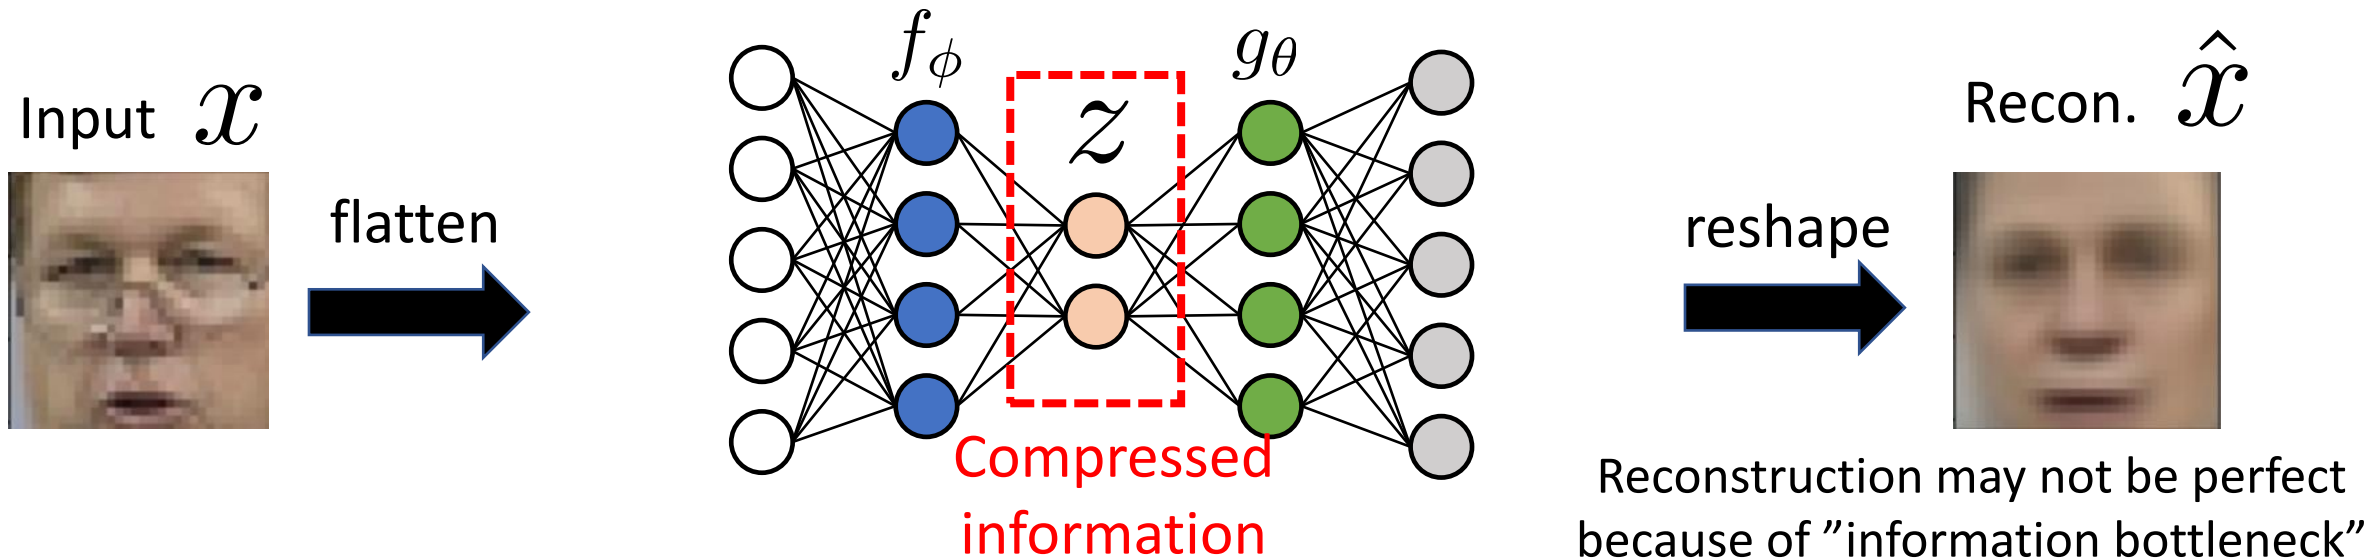 Input x
flatten
f_ϕ
z
g_θ
Compressed
information
reshape
Recon. x̂
Reconstruction may not be perfect
because of ”information bottleneck”